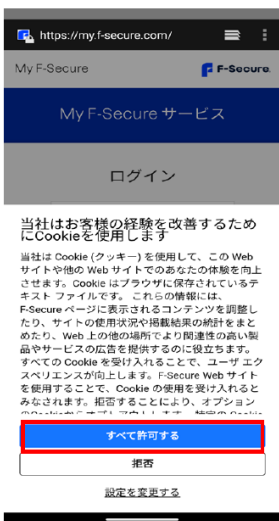 https://my.f-secure.com/
My F-Secure
F-Secure.
My F-Secure サービス
ログイン
当社はお客様の経験を改善するため
にCookieを使用します
当社は Cookie (クッキー) を使用して、この Web
サイトや他の Web サイトでのあなたの体験を向上
させます。Cookie はブラウザに保存されているテ
キスト ファイルです。 これらの情報には、
F-Secure ページに表示されるコンテンツを調整し
たり、サイトの使用状況や掲載結果の統計をまと
めたり、Web 上の他の場所でより関連性の高い製
品やサービスの広告を提供するのに役立ちます。
すべての Cookie を受け入れることで、ユーザ エク
スペリエンスが向上します。F-Secure Web サイト
を使用することで、Cookie の使用を受け入れると
みなされます。拒否することにより、オプション
すべて許可する
拒否
設定を変更する